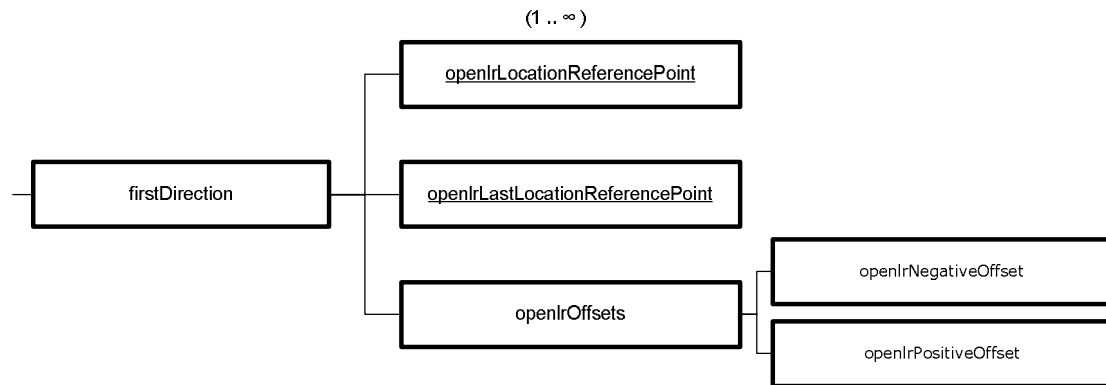 (1 .. ∞)
openlrLocationReferencePoint
firstDirection
openlrLastLocationReferencePoint
openlrOffsets
openlrNegativeOffset
openlrPositiveOffset